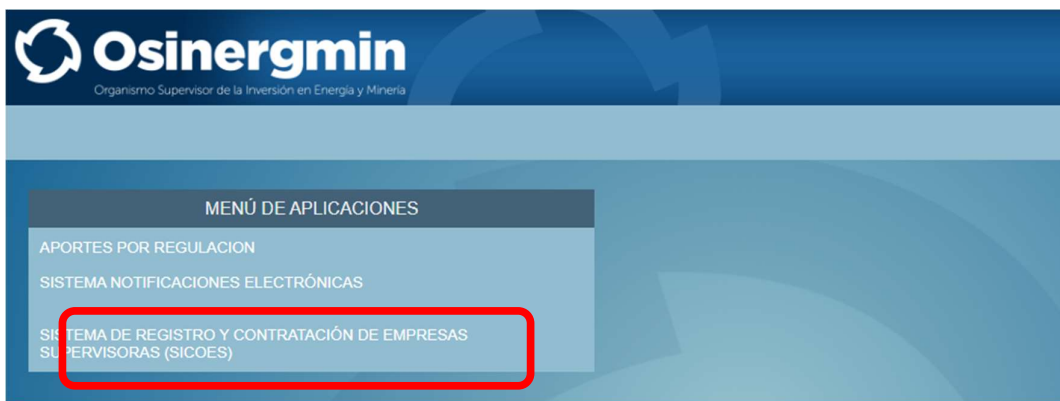 Osinergmin
Organismo Supervisor de la Inversión en Energía y Minería
MENÚ DE APLICACIONES
APORTES POR REGULACION
SISTEMA NOTIFICACIONES ELECTRÓNICAS
SISTEMA DE REGISTRO Y CONTRATACIÓN DE EMPRESAS
SUPERVISORAS (SICOES)